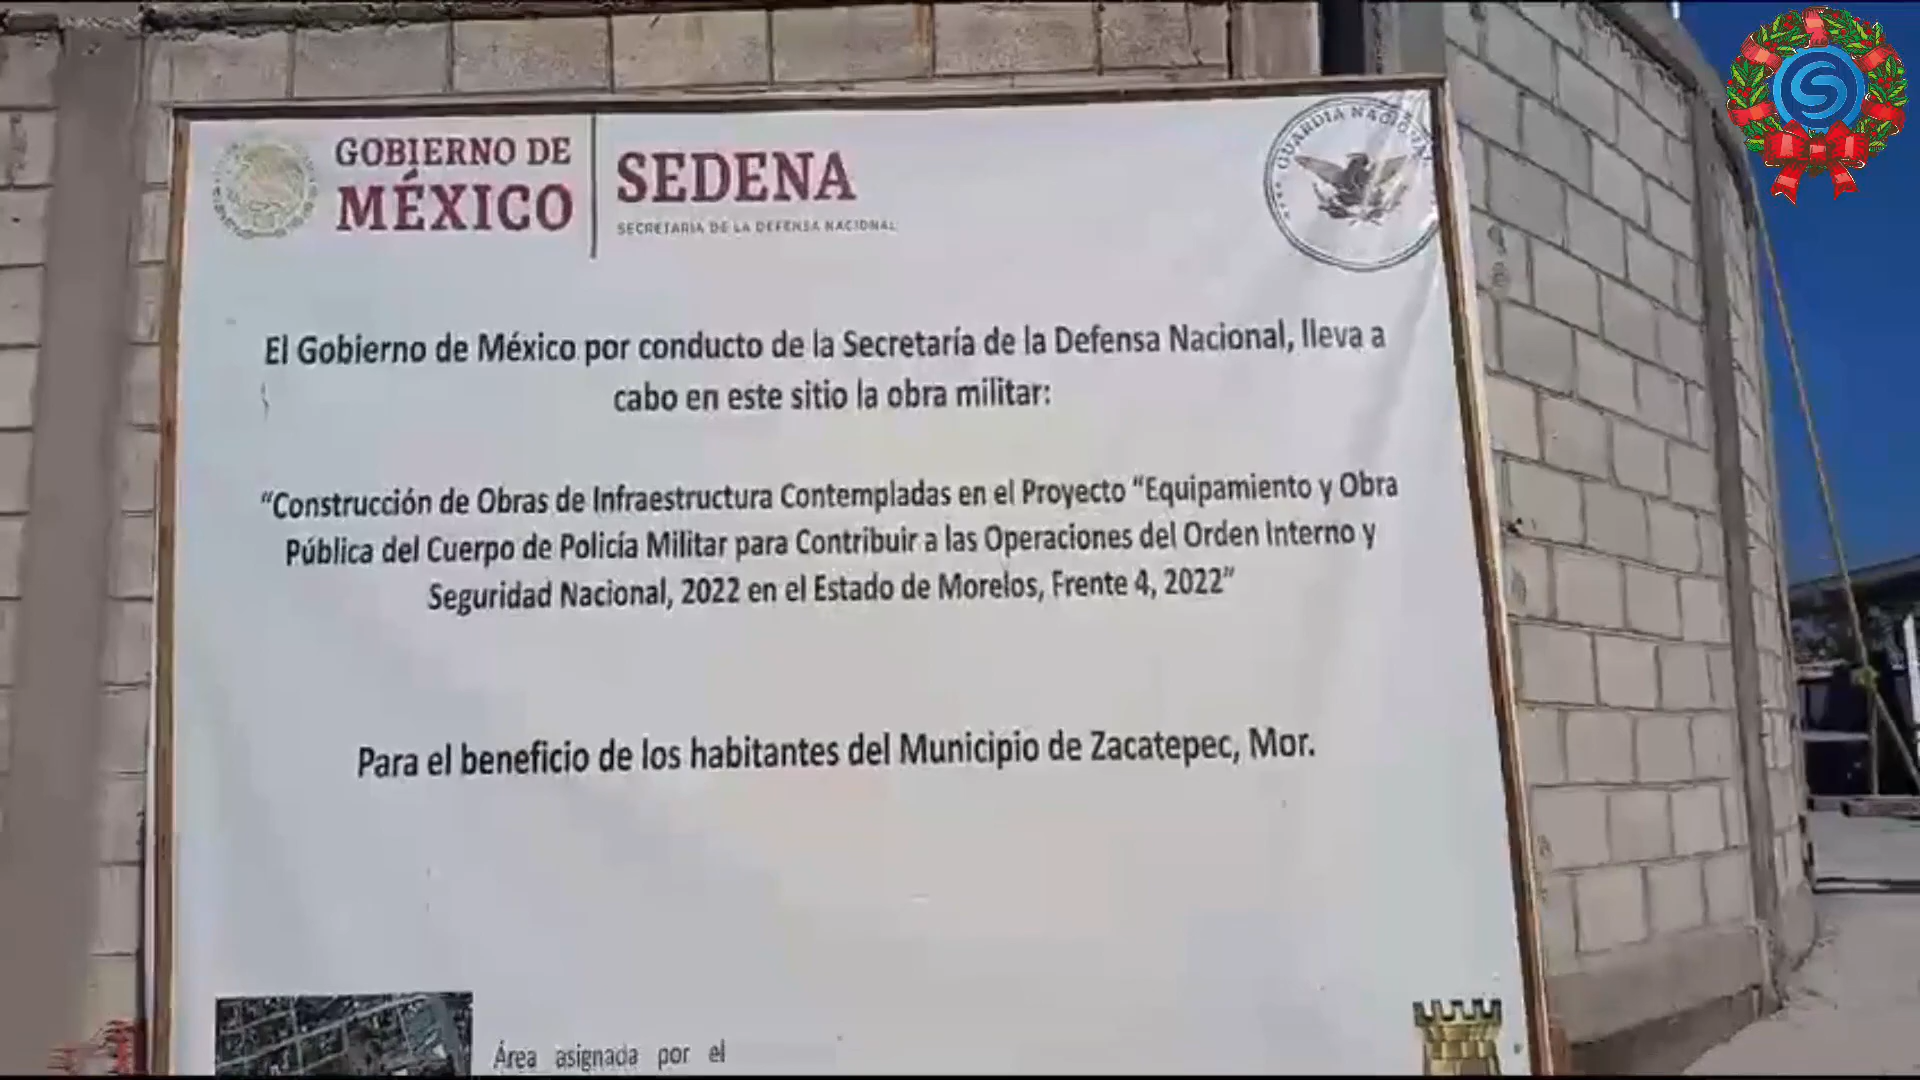 GOBIERNO DE
MÉXICO
SEDENA
SECRETARÍA DE LA DEFENSA NACIONAL
GUARDIA NACIONAL
S
El Gobierno de México por conducto de la Secretaría de la Defensa Nacional, lleva a
cabo en este sitio la obra militar:
“Construcción de Obras de Infraestructura Contempladas en el Proyecto “Equipamiento y Obra
Pública del Cuerpo de Policía Militar para Contribuir a las Operaciones del Orden Interno y
Seguridad Nacional, 2022 en el Estado de Morelos, Frente 4, 2022”
Para el beneficio de los habitantes del Municipio de Zacatepec, Mor.
Área asignada por el